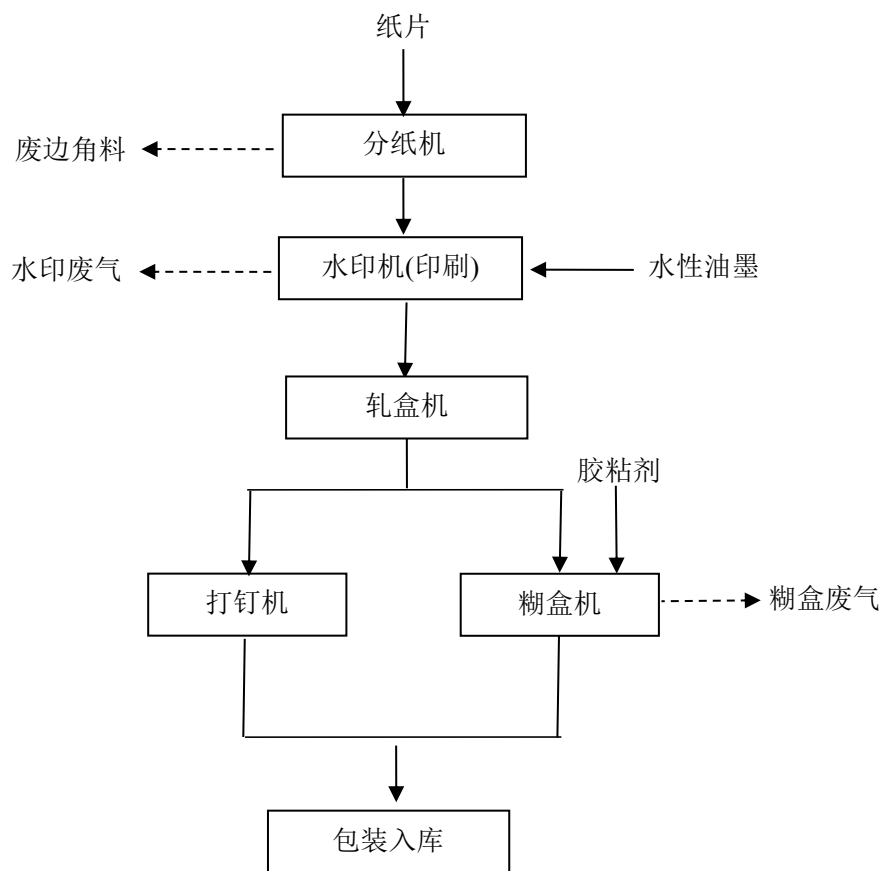 纸片
废边角料
分纸机
水印废气
水印机(印刷)
水性油墨
轧盒机
胶粘剂
打钉机
糊盒机
糊盒废气
包装入库